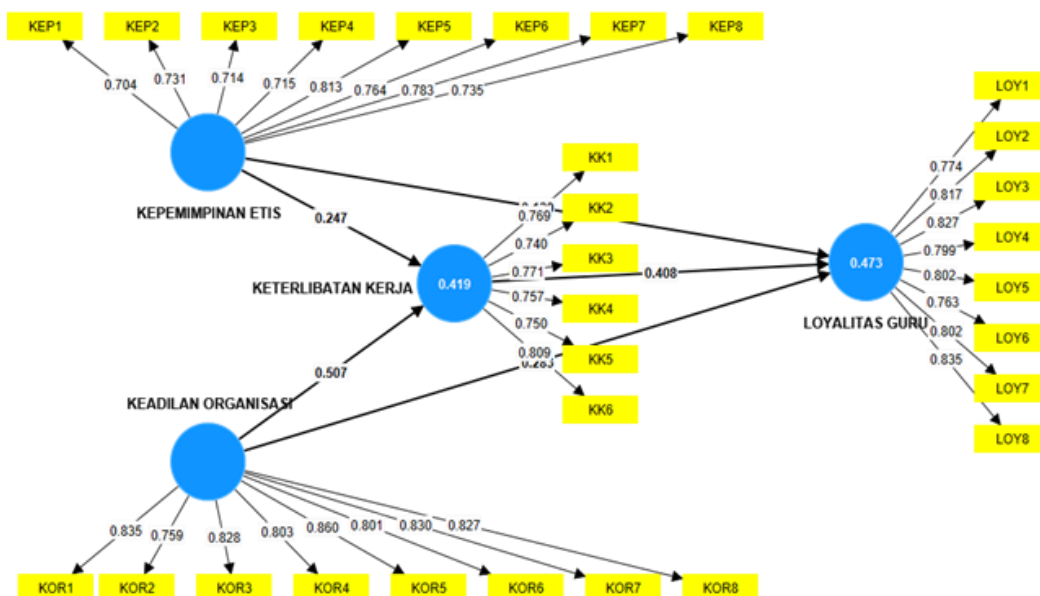 KEP1 KEP2 KEP3 KEP4 KEP5 KEP6 KEP7 KEP8
0.704 0.731 0.714 0.715 0.813 0.764 0.783 0.735
KEPEMIMPINAN ETIS
0.247
KK1
KK2
KK3
KK4
KK5
KK6
0.769
0.740
0.771
0.757
0.750
0.809
KETERLIBATAN KERJA
0.419
0.408
0.507
LOY1
LOY2
LOY3
LOY4
LOY5
LOY6
LOY7
LOY8
0.774
0.817
0.827
0.799
0.802
0.763
0.802
0.835
0.473
LOYALITAS GURU
KEADILAN ORGANISASI
0.835 0.759 0.828 0.803 0.860 0.801 0.830 0.827
KOR1 KOR2 KOR3 KOR4 KOR5 KOR6 KOR7 KOR8